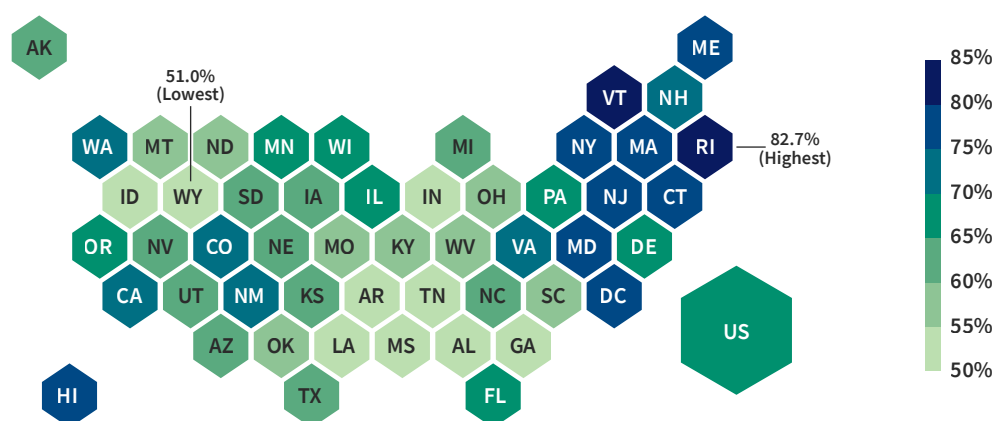 AK
ME
51.0%
(Lowest)
VT NH
WA MT ND MN WI MI NY MA RI
82.7%
(Highest)
ID WY SD IA IL IN OH PA NJ CT
OR NV CO NE MO KY WV VA MD DE
CA UT NM KS AR TN NC SC DC
AZ OK LA MS AL GA
HI TX FL
US
85%
80%
75%
70%
65%
60%
55%
50%